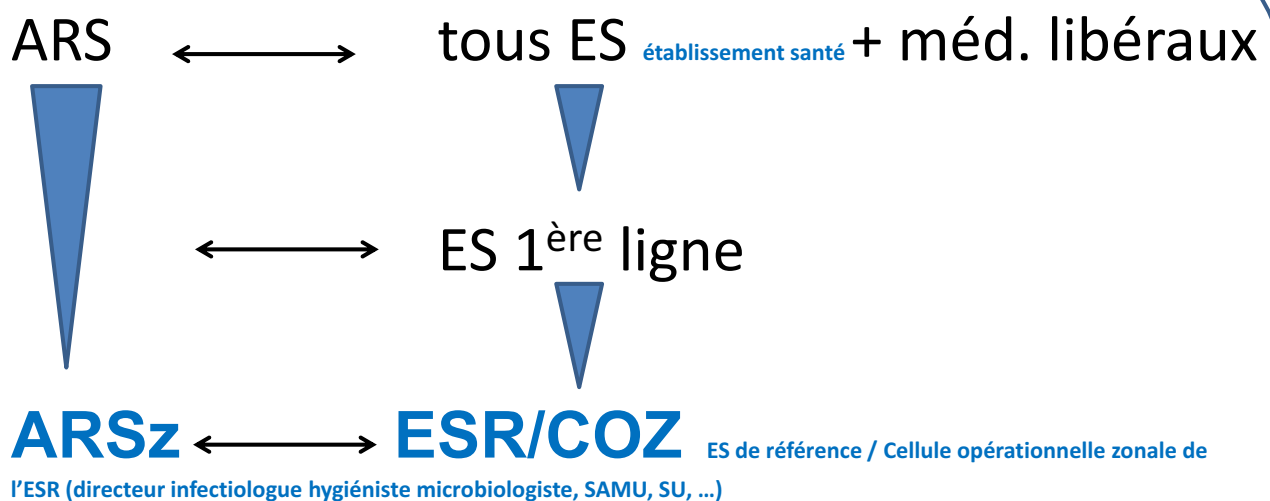 ARS tous ES établissement santé + méd. libéraux
ES 1ère ligne
ARSz ESR/COZ ES de référence / Cellule opérationnelle zonale de
l’ESR (directeur infectiologue hygiéniste microbiologiste, SAMU, SU, …)